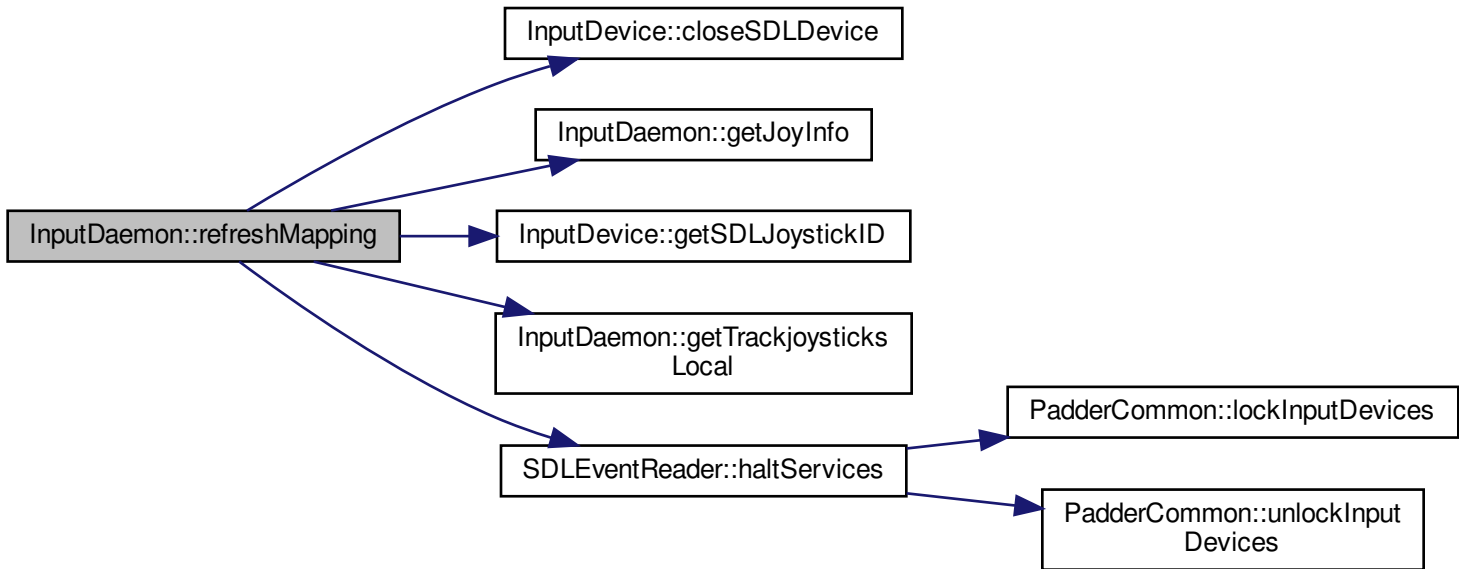 InputDevice::closeSDLDevice
InputDaemon::getJoyInfo
InputDaemon::refreshMapping
InputDevice::getSDLJoystickID
InputDaemon::getTrackjoysticks
Local
PadderCommon::lockInputDevices
SDLEventReader::haltServices
PadderCommon::unlockInput
Devices